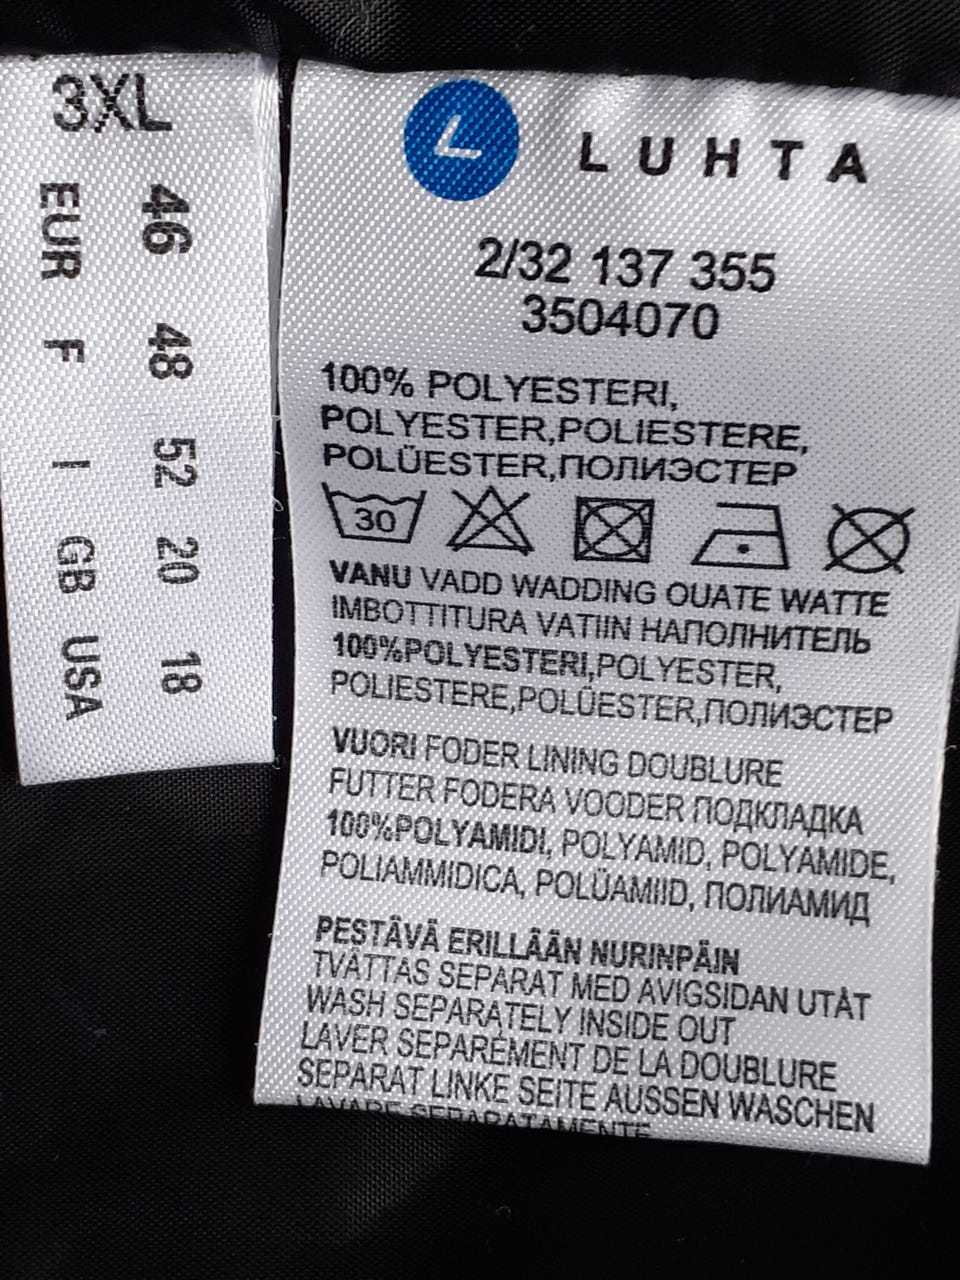 3XL
46 48 52 20 18
EUR F I GB USA
L LUHTA
2/32 137 355
3504070
100% POLYESTERI,
POLYESTER,POLIESTERE,
POLÜESTER,ПОЛИЭСТЕР
30
VANU VADD WADDING OUATE WATTE
IMBOTTITURA VATIIN НАПОЛНИТЕЛЬ
100%POLYESTERI,POLYESTER,
POLIESTERE,POLÜESTER,ПОЛИЭСТЕР
VUORI FODER LINING DOUBLURE
FUTTER FODERA VOODER ПОДКЛАДКА
100%POLYAMIDI, POLYAMID, POLYAMIDE,
POLIAMMIDICA, POLÜAMIID, ПОЛИАМИД
PESTÄVÄ ERILLÄÄN NURINPÄIN
TVÄTTAS SEPARAT MED AVIGSIDAN UTÅT
WASH SEPARATELY INSIDE OUT
LAVER SEPARÉMENT DE LA DOUBLURE
SEPARAT LINKE SEITE AUSSEN WASCHEN
LAVARE SEPARATAMENTE